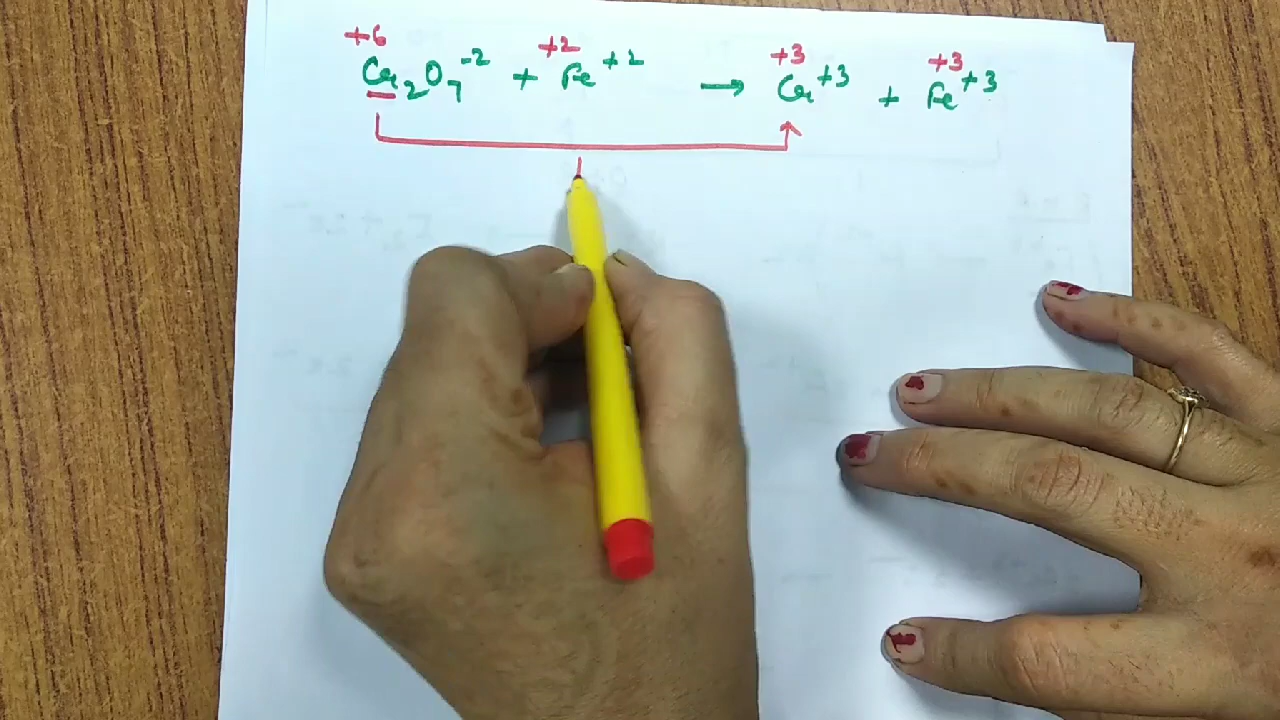 +6 +2 +3 +3
Cr₂O₇⁻² + Fe⁺² → Cr⁺³ + Fe⁺³